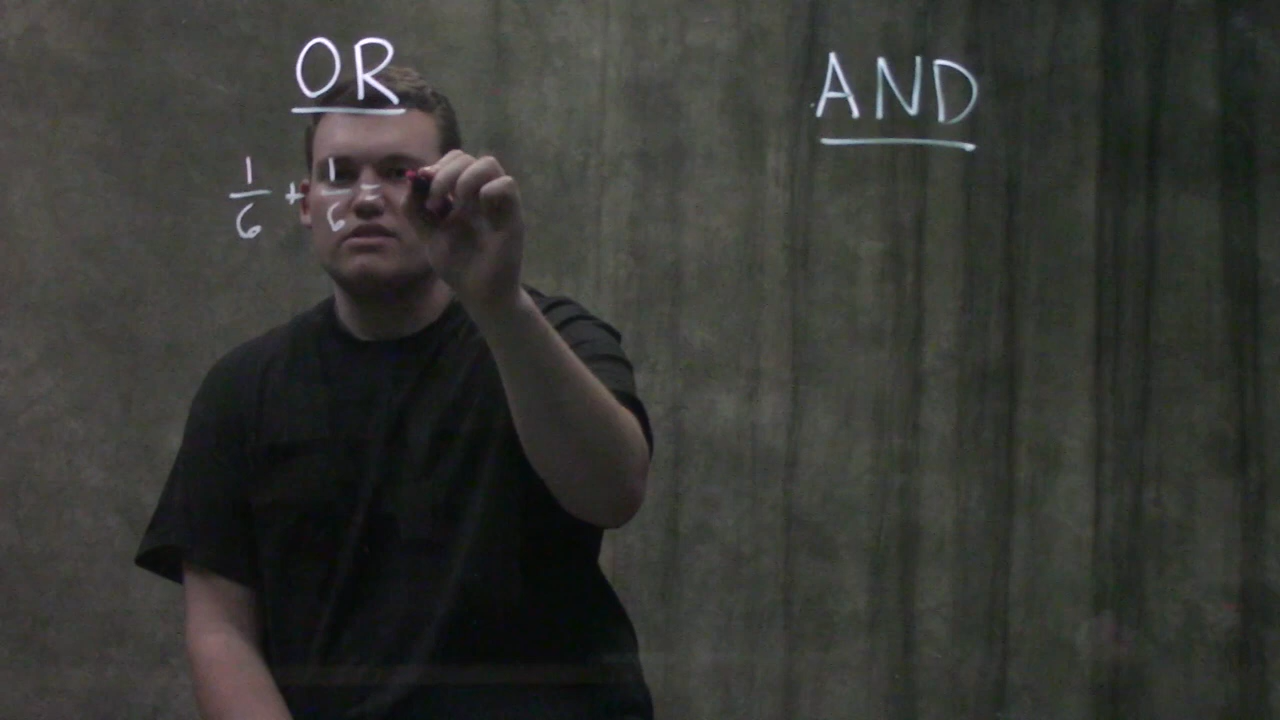 OR
AND
1/6 + 1/6 =